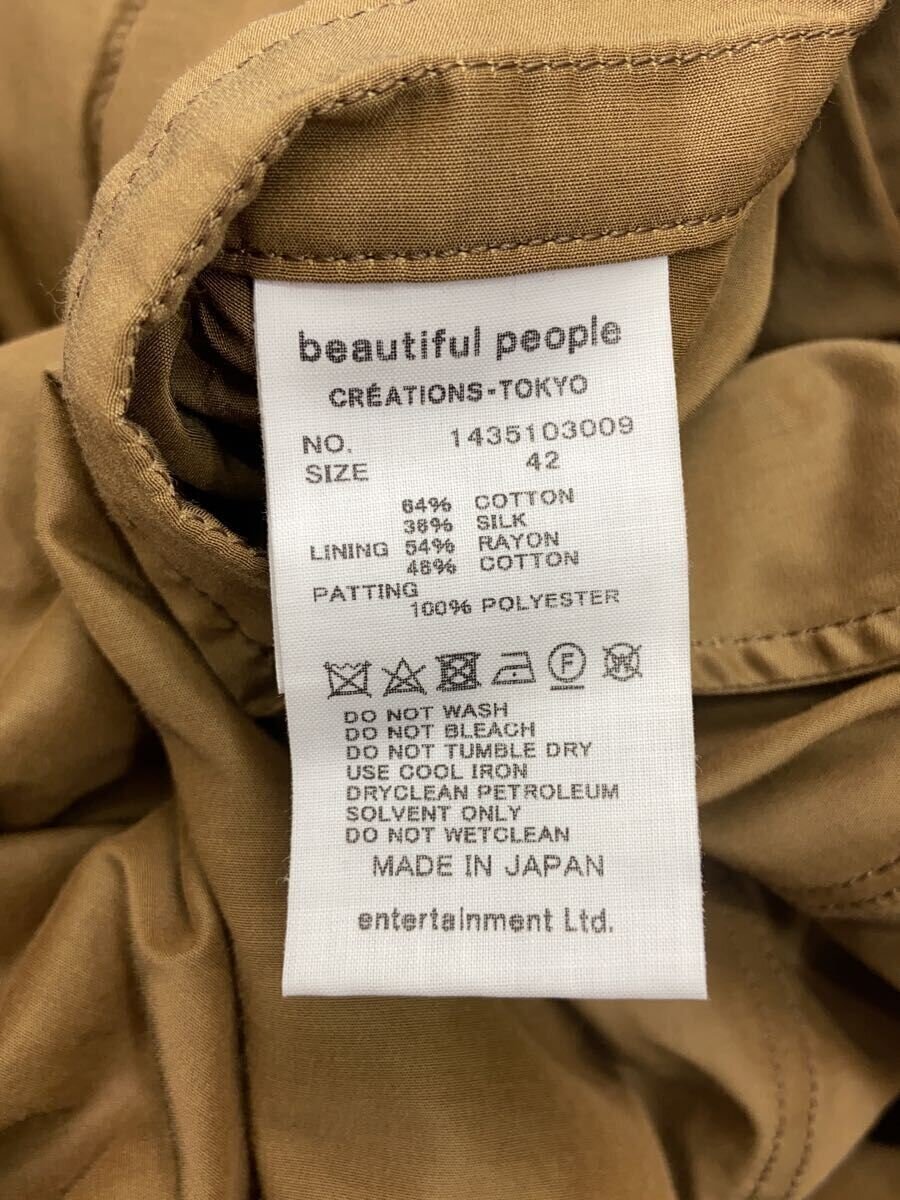 beautiful people
CRÉATIONS-TOKYO
NO. 1435103009
SIZE 42
64% COTTON
36% SILK
LINING 54% RAYON
46% COTTON
PATTING
100% POLYESTER
F W
DO NOT WASH
DO NOT BLEACH
DO NOT TUMBLE DRY
USE COOL IRON
DRYCLEAN PETROLEUM
SOLVENT ONLY
DO NOT WETCLEAN
MADE IN JAPAN
entertainment Ltd.